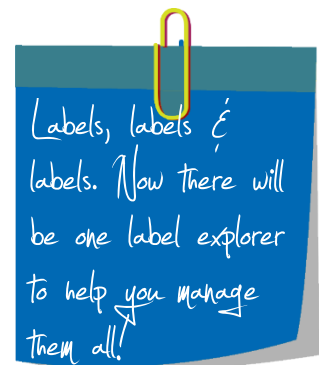 Labels, labels &
labels. Now there will
be one label explorer
to help you manage
them all!